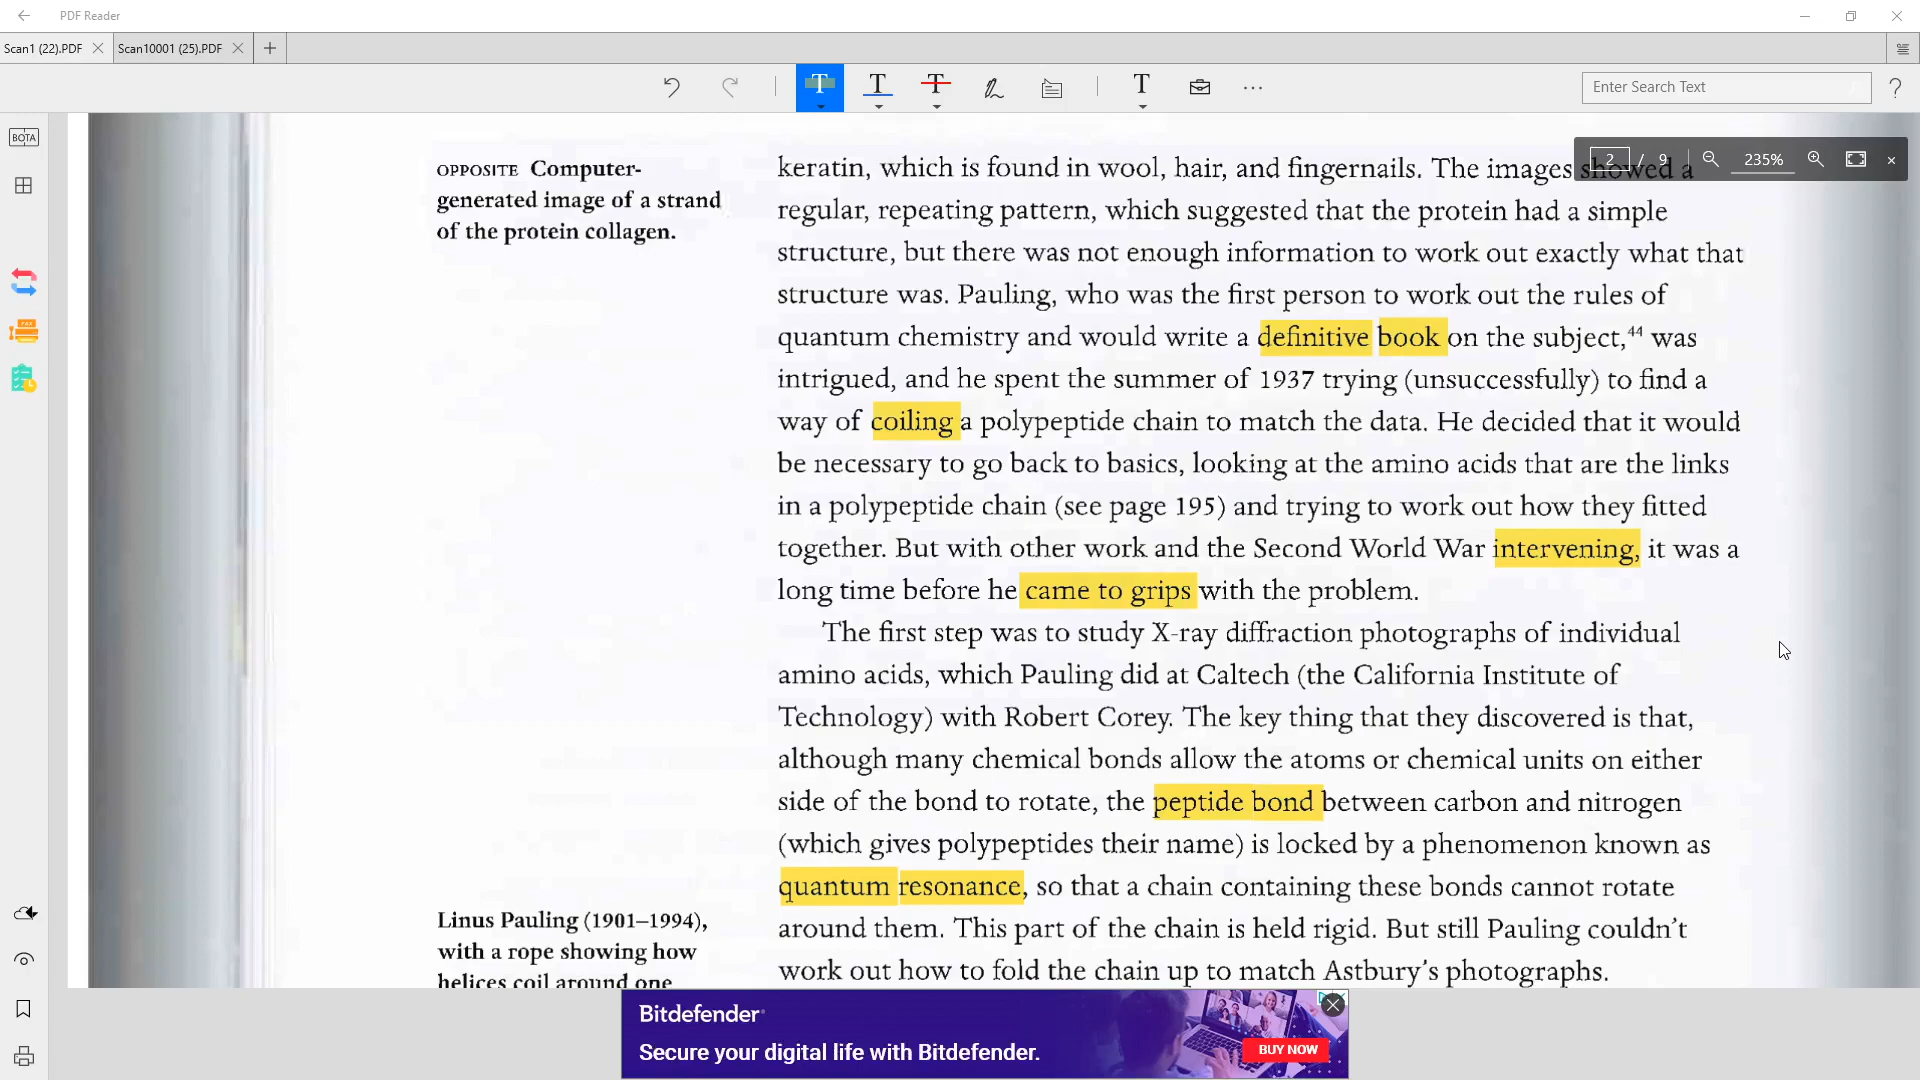 PDF Reader
Scan1 (22).PDF
Scan10001 (25).PDF
Enter Search Text
BOTA
2 / 9 235%
OPPOSITE Computer-
generated image of a strand
of the protein collagen.
keratin, which is found in wool, hair, and fingernails. The images showed a
regular, repeating pattern, which suggested that the protein had a simple
structure, but there was not enough information to work out exactly what that
structure was. Pauling, who was the first person to work out the rules of
quantum chemistry and would write a definitive book on the subject,⁴⁴ was
intrigued, and he spent the summer of 1937 trying (unsuccessfully) to find a
way of coiling a polypeptide chain to match the data. He decided that it would
be necessary to go back to basics, looking at the amino acids that are the links
in a polypeptide chain (see page 195) and trying to work out how they fitted
together. But with other work and the Second World War intervening, it was a
long time before he came to grips with the problem.
The first step was to study X-ray diffraction photographs of individual
amino acids, which Pauling did at Caltech (the California Institute of
Technology) with Robert Corey. The key thing that they discovered is that,
although many chemical bonds allow the atoms or chemical units on either
side of the bond to rotate, the peptide bond between carbon and nitrogen
(which gives polypeptides their name) is locked by a phenomenon known as
quantum resonance, so that a chain containing these bonds cannot rotate
around them. This part of the chain is held rigid. But still Pauling couldn't
work out how to fold the chain up to match Astbury's photographs.
Linus Pauling (1901–1994),
with a rope showing how
helices coil around one
Bitdefender
Secure your digital life with Bitdefender.
BUY NOW